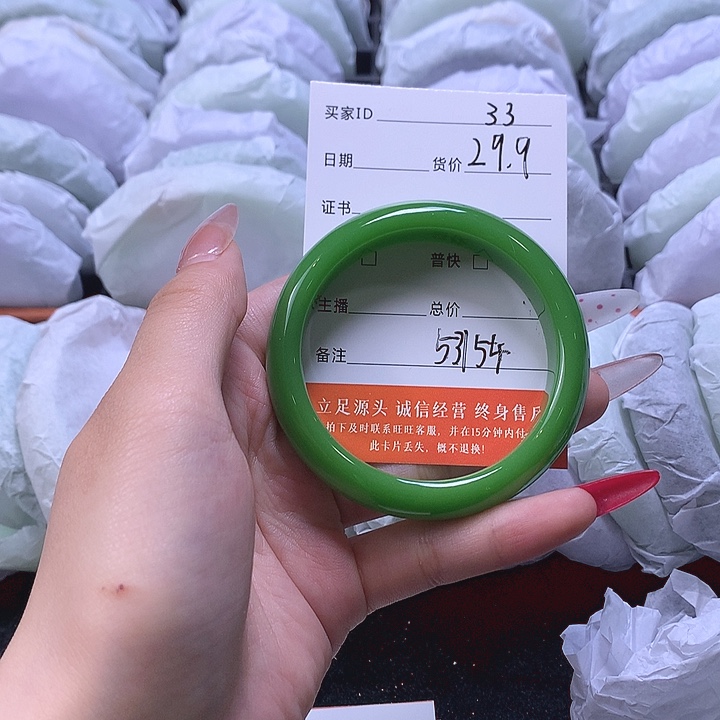 买家ID 33
日期 货价 29.9
证书
普快 □
主播 总价
备注 53 54
立足源头 诚信经营 终身售
拍下及时联系旺旺客服，并在15分钟内付
此卡片丢失，概不退换!